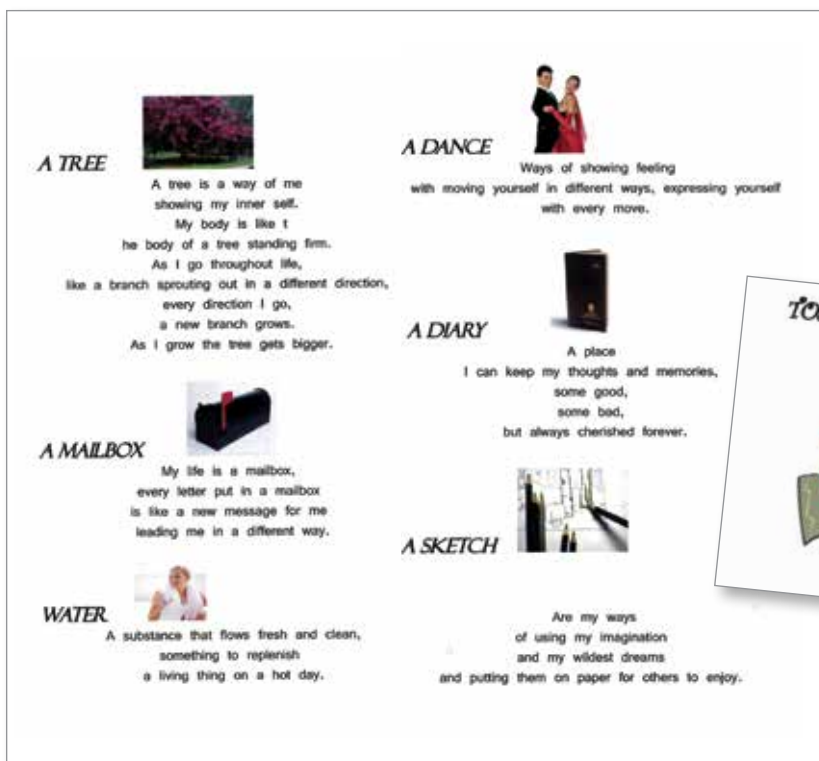 A TREE
A tree is a way of me
showing my inner self.
My body is like t
he body of a tree standing firm.
As I go throughout life,
like a branch sprouting out in a different direction,
every direction I go,
a new branch grows.
As I grow the tree gets bigger.
A MAILBOX
My life is a mailbox,
every letter put in a mailbox
is like a new message for me
leading me in a different way.
WATER
A substance that flows fresh and clean,
something to replenish
a living thing on a hot day.
A DANCE
Ways of showing feeling
with moving yourself in different ways, expressing yourself
with every move.
A DIARY
A place
I can keep my thoughts and memories,
some good,
some bad,
but always cherished forever.
A SKETCH
Are my ways
of using my imagination
and my wildest dreams
and putting them on paper for others to enjoy.